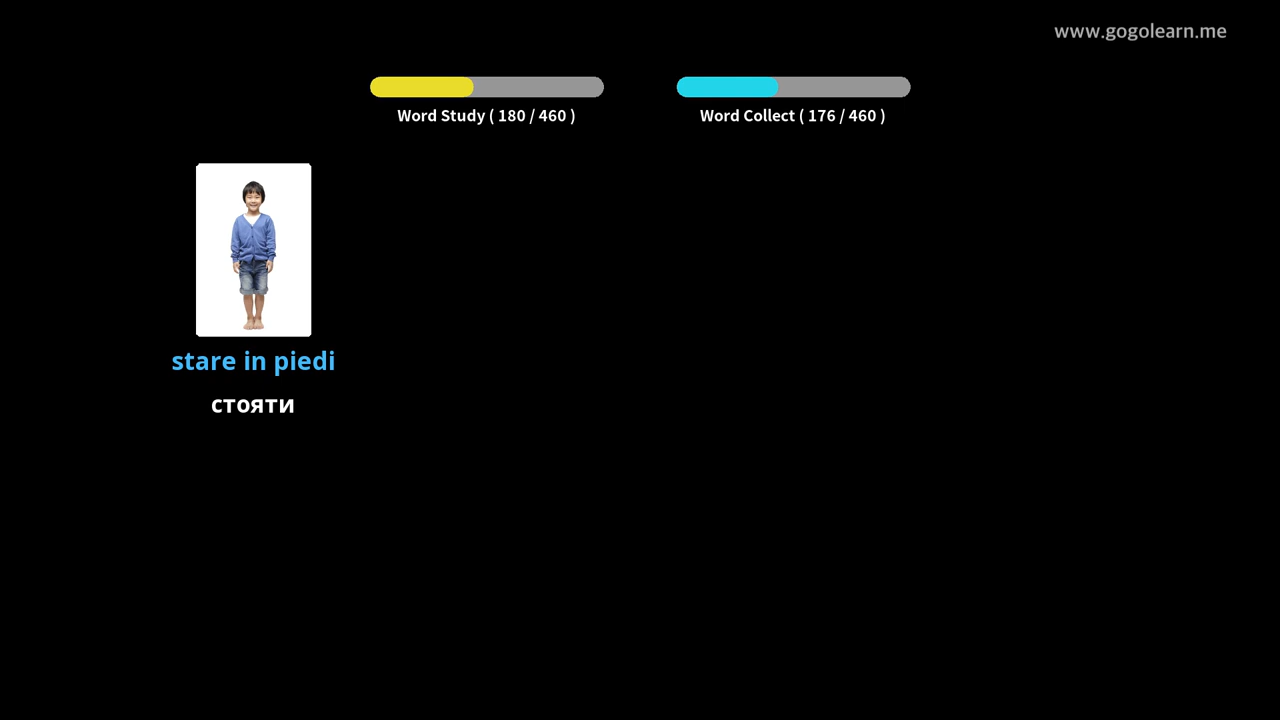 www.gogolearn.me
Word Study ( 180 / 460 )
Word Collect ( 176 / 460 )
stare in piedi
стояти